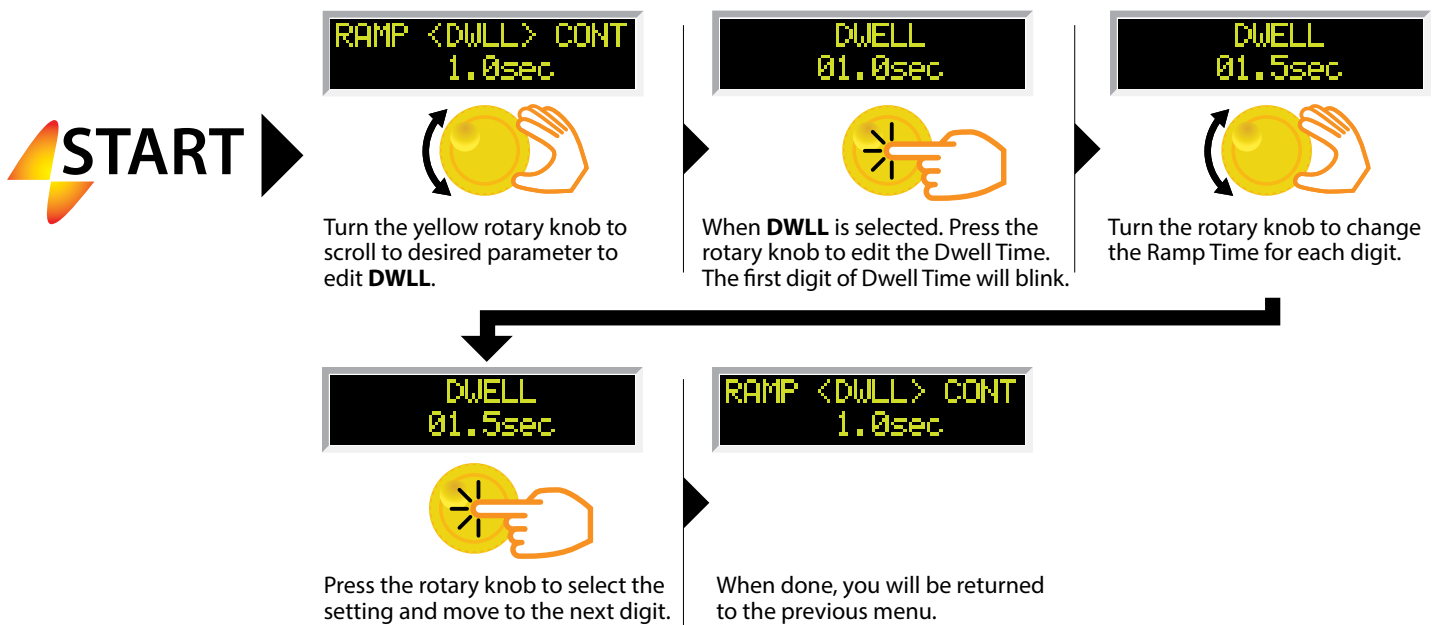 START
RAMP <DWLL> CONT
1.0sec
Turn the yellow rotary knob to
scroll to desired parameter to
edit DWLL.
DWELL
01.0sec
When DWLL is selected. Press the
rotary knob to edit the Dwell Time.
The first digit of Dwell Time will blink.
DWELL
01.5sec
Turn the rotary knob to change
the Ramp Time for each digit.
DWELL
01.5sec
Press the rotary knob to select the
setting and move to the next digit.
RAMP <DWLL> CONT
1.0sec
When done, you will be returned
to the previous menu.